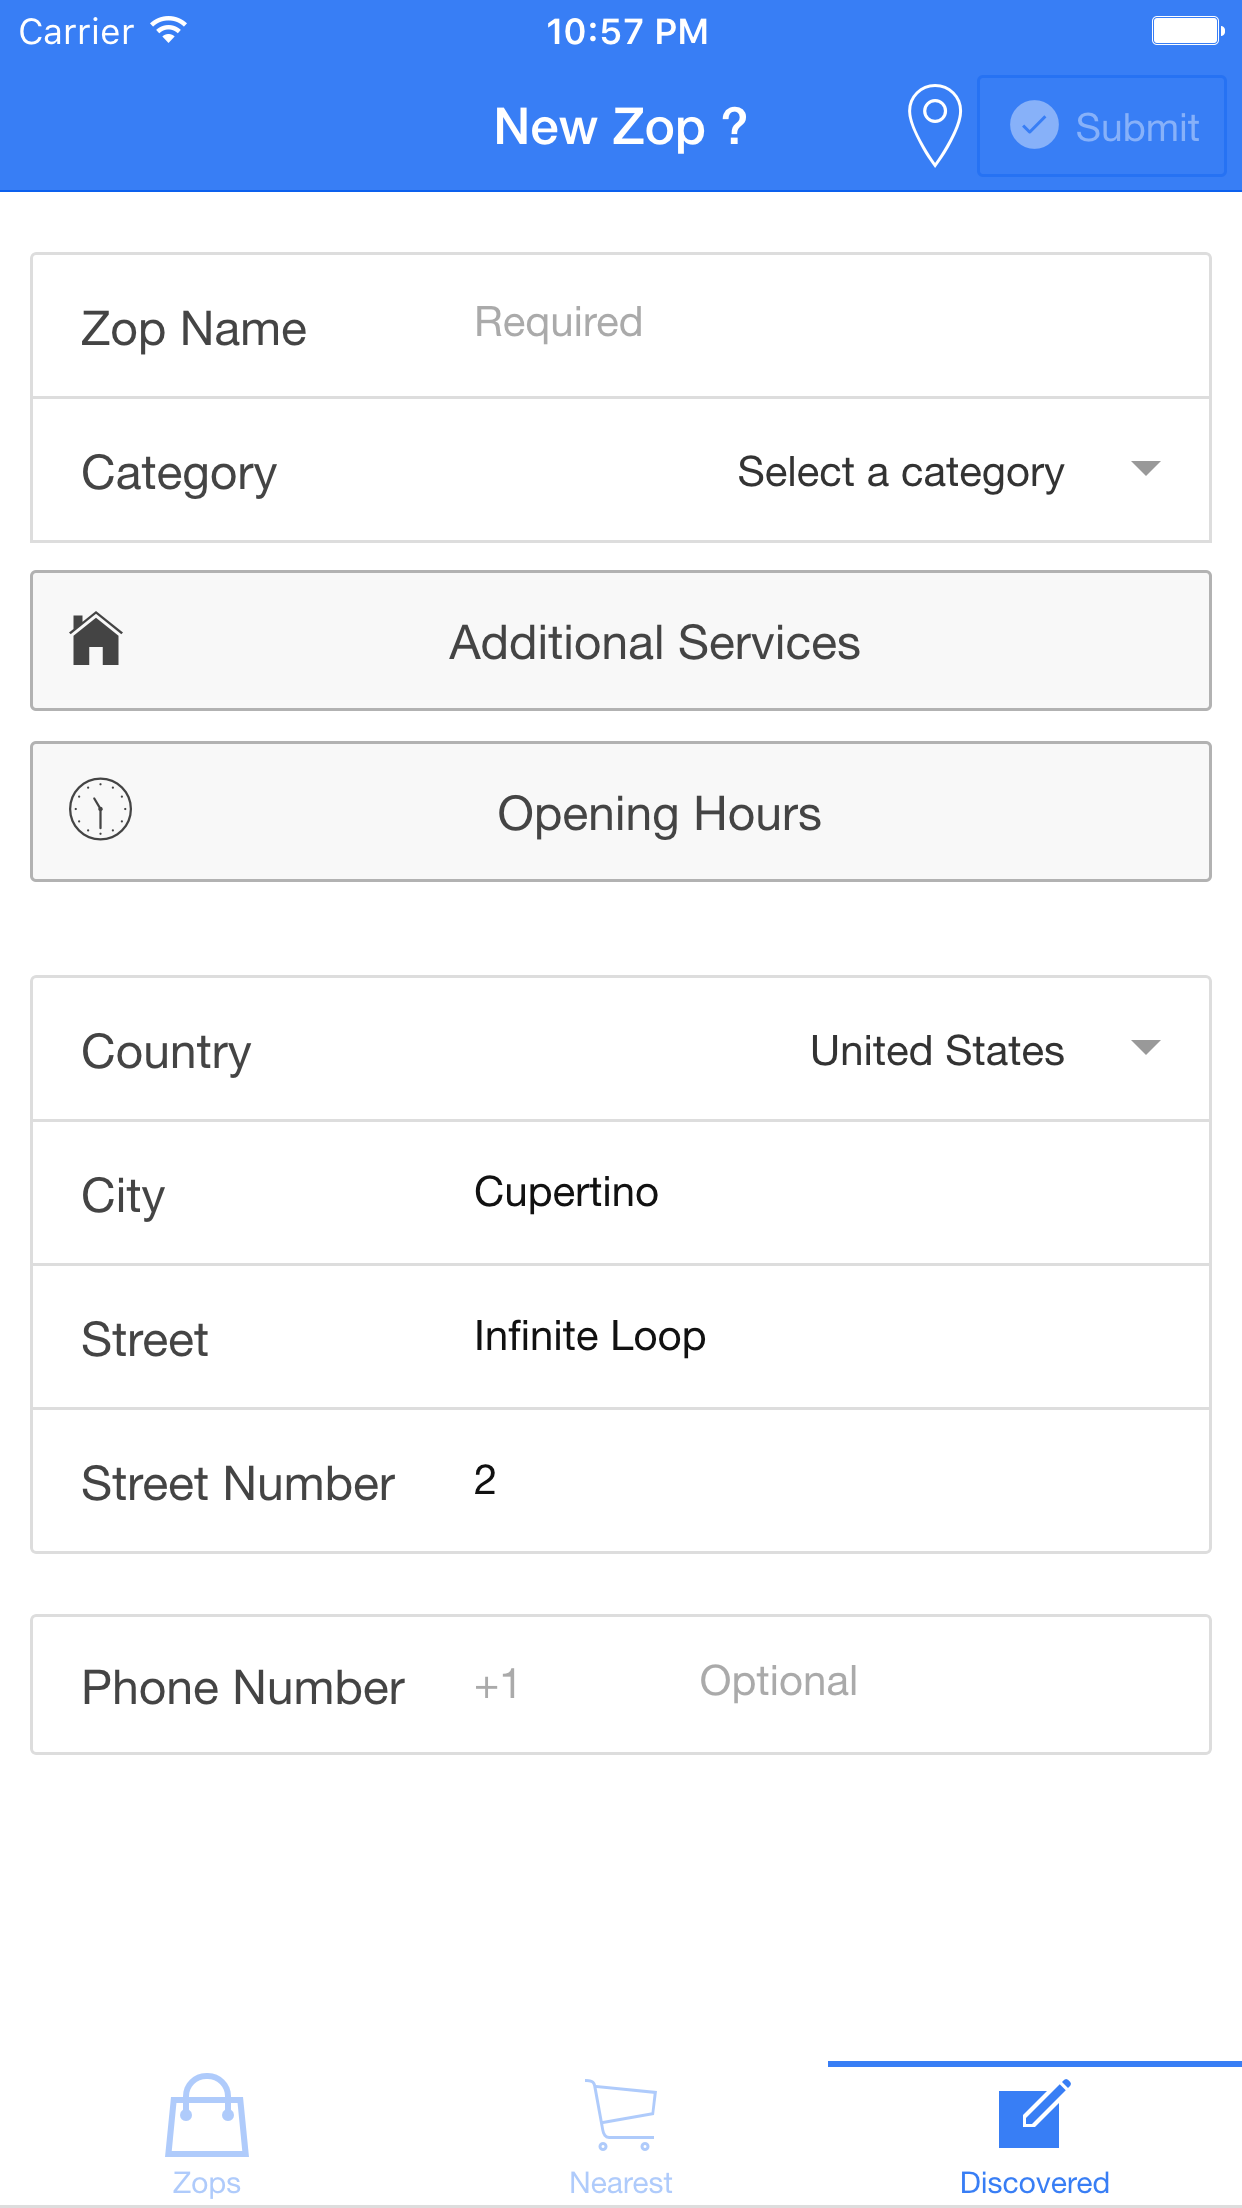 Carrier 10:57 PM
New Zop ? Submit
Zop Name Required
Category Select a category
Additional Services
Opening Hours
Country United States
City Cupertino
Street Infinite Loop
Street Number 2
Phone Number +1 Optional
Zops Nearest Discovered